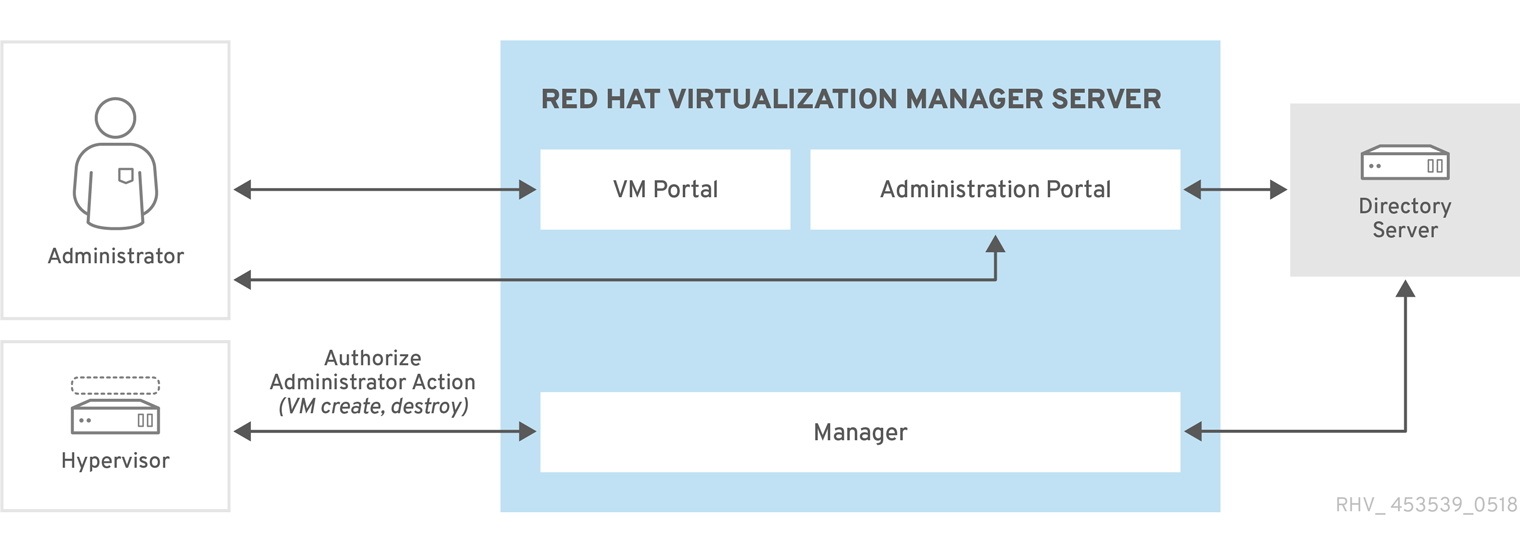 RED HAT VIRTUALIZATION MANAGER SERVER
VM Portal
Administration Portal
Directory
Server
Administrator
Authorize
Administrator Action
(VM create, destroy)
Manager
Hypervisor
RHV_ 453539_0518